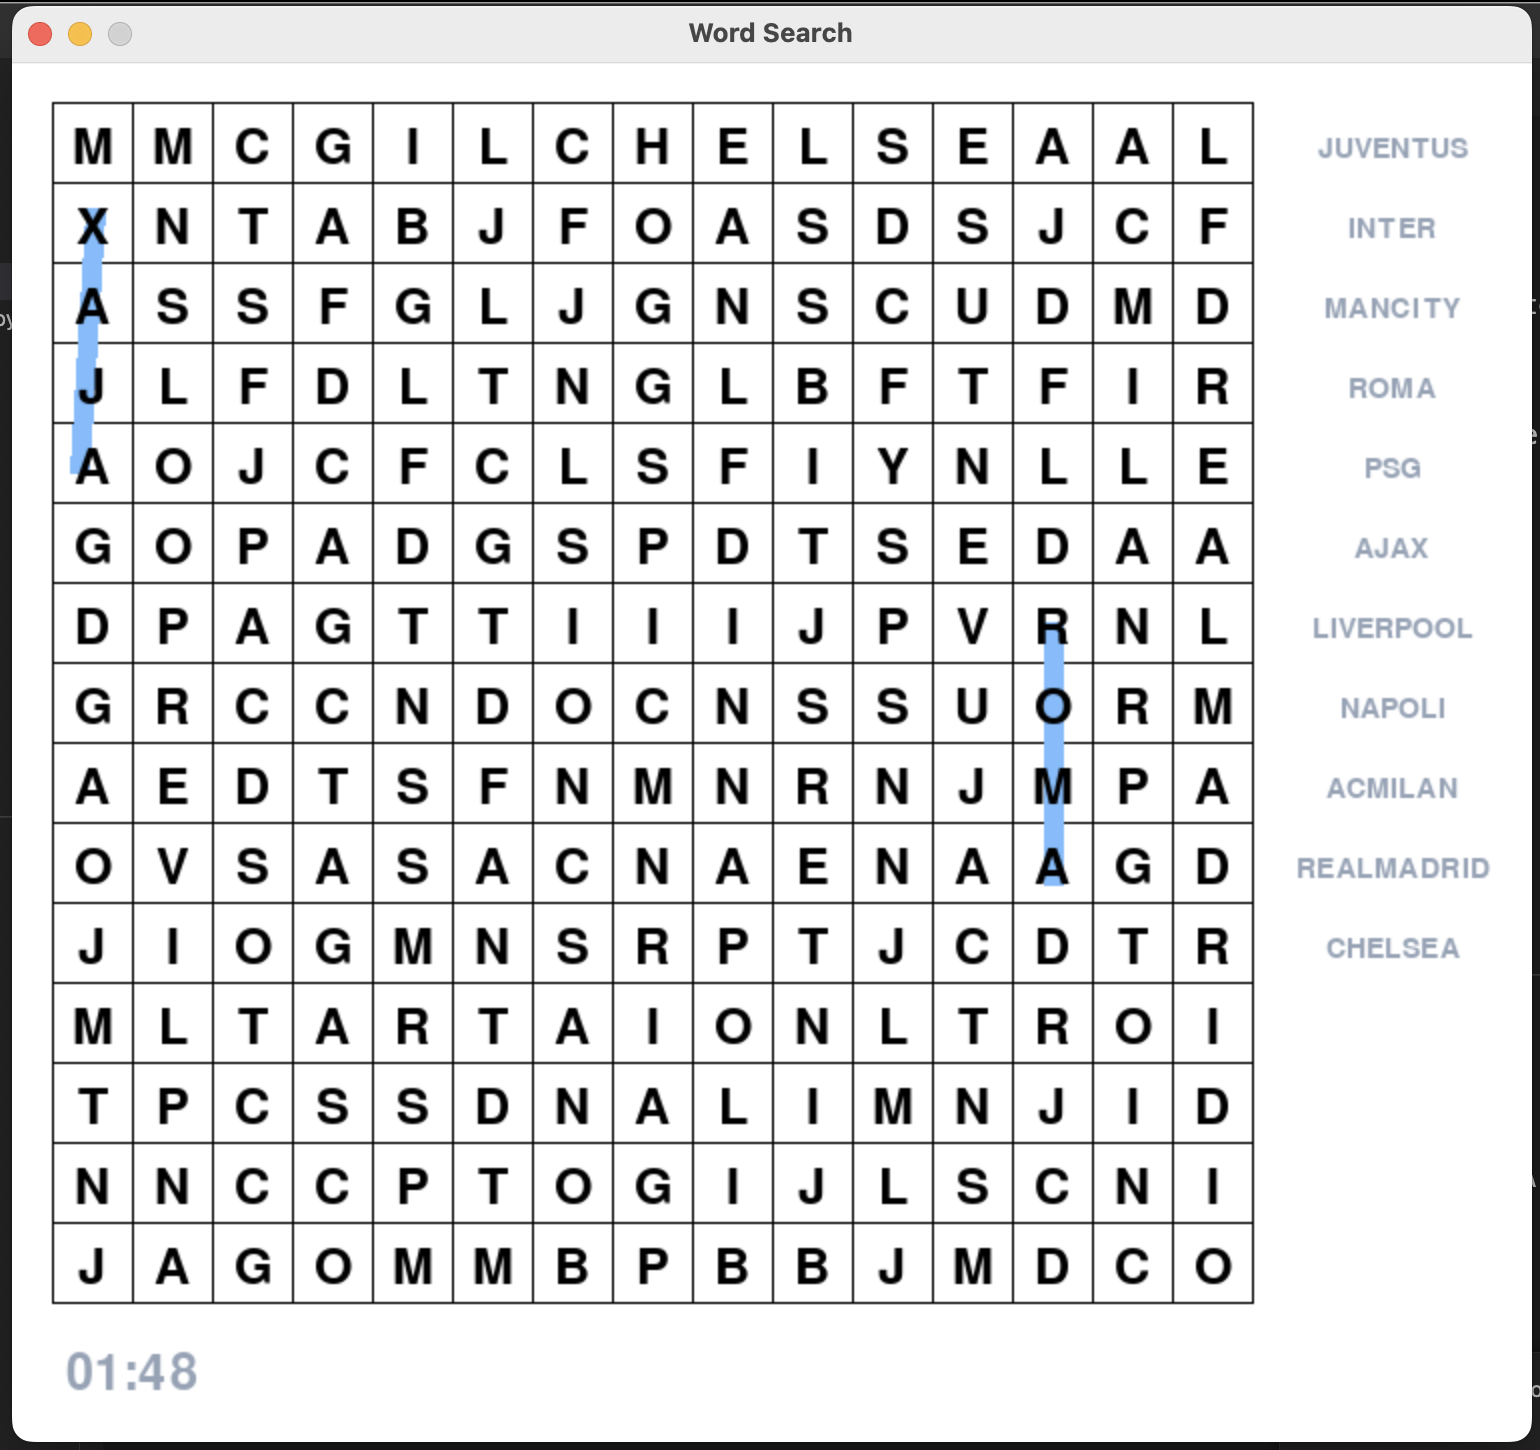 Word Search
M M C G I L C H E L S E A A L JUVENTUS
X N T A B J F O A S D S J C F INTER
A S S F G L J G N S C U D M D MANCITY
J L F D L T N G L B F T F I R ROMA
A O J C F C L S F I Y N L L E PSG
G O P A D G S P D T S E D A A AJAX
D P A G T T I I I J P V R N L LIVERPOOL
G R C C N D O C N S S U O R M NAPOLI
A E D T S F N M N R N J M P A ACMILAN
O V S A S A C N A E N A A G D REALMADRID
J I O G M N S R P T J C D T R CHELSEA
M L T A R T A I O N L T R O I
T P C S S D N A L I M N J I D
N N C C P T O G I J L S C N I
J A G O M M B P B B J M D C O
01:48